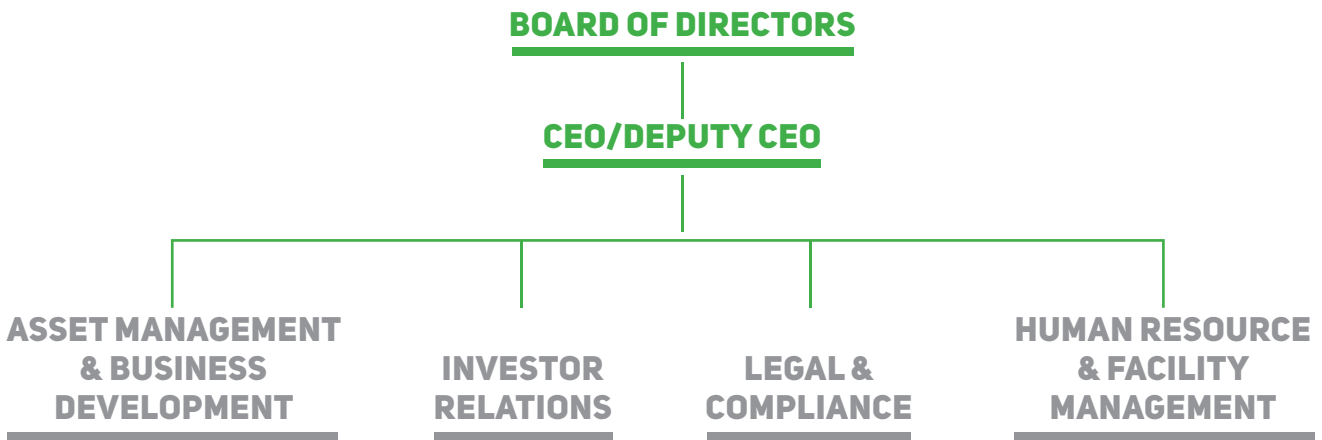 BOARD OF DIRECTORS
CEO/DEPUTY CEO
ASSET MANAGEMENT
& BUSINESS
DEVELOPMENT
INVESTOR
RELATIONS
LEGAL &
COMPLIANCE
HUMAN RESOURCE
& FACILITY
MANAGEMENT